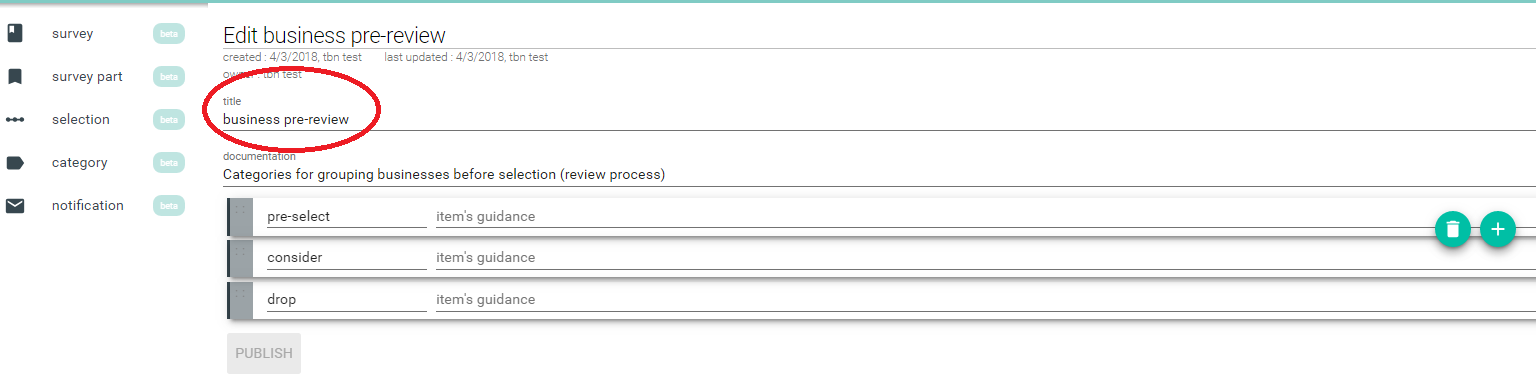 survey beta
survey part beta
selection beta
category beta
notification beta
Edit business pre-review
created : 4/3/2018, tbn test last updated : 4/3/2018, tbn test
owner : tbn test
title
business pre-review
documentation
Categories for grouping businesses before selection (review process)
pre-select item's guidance
consider item's guidance
drop item's guidance
PUBLISH